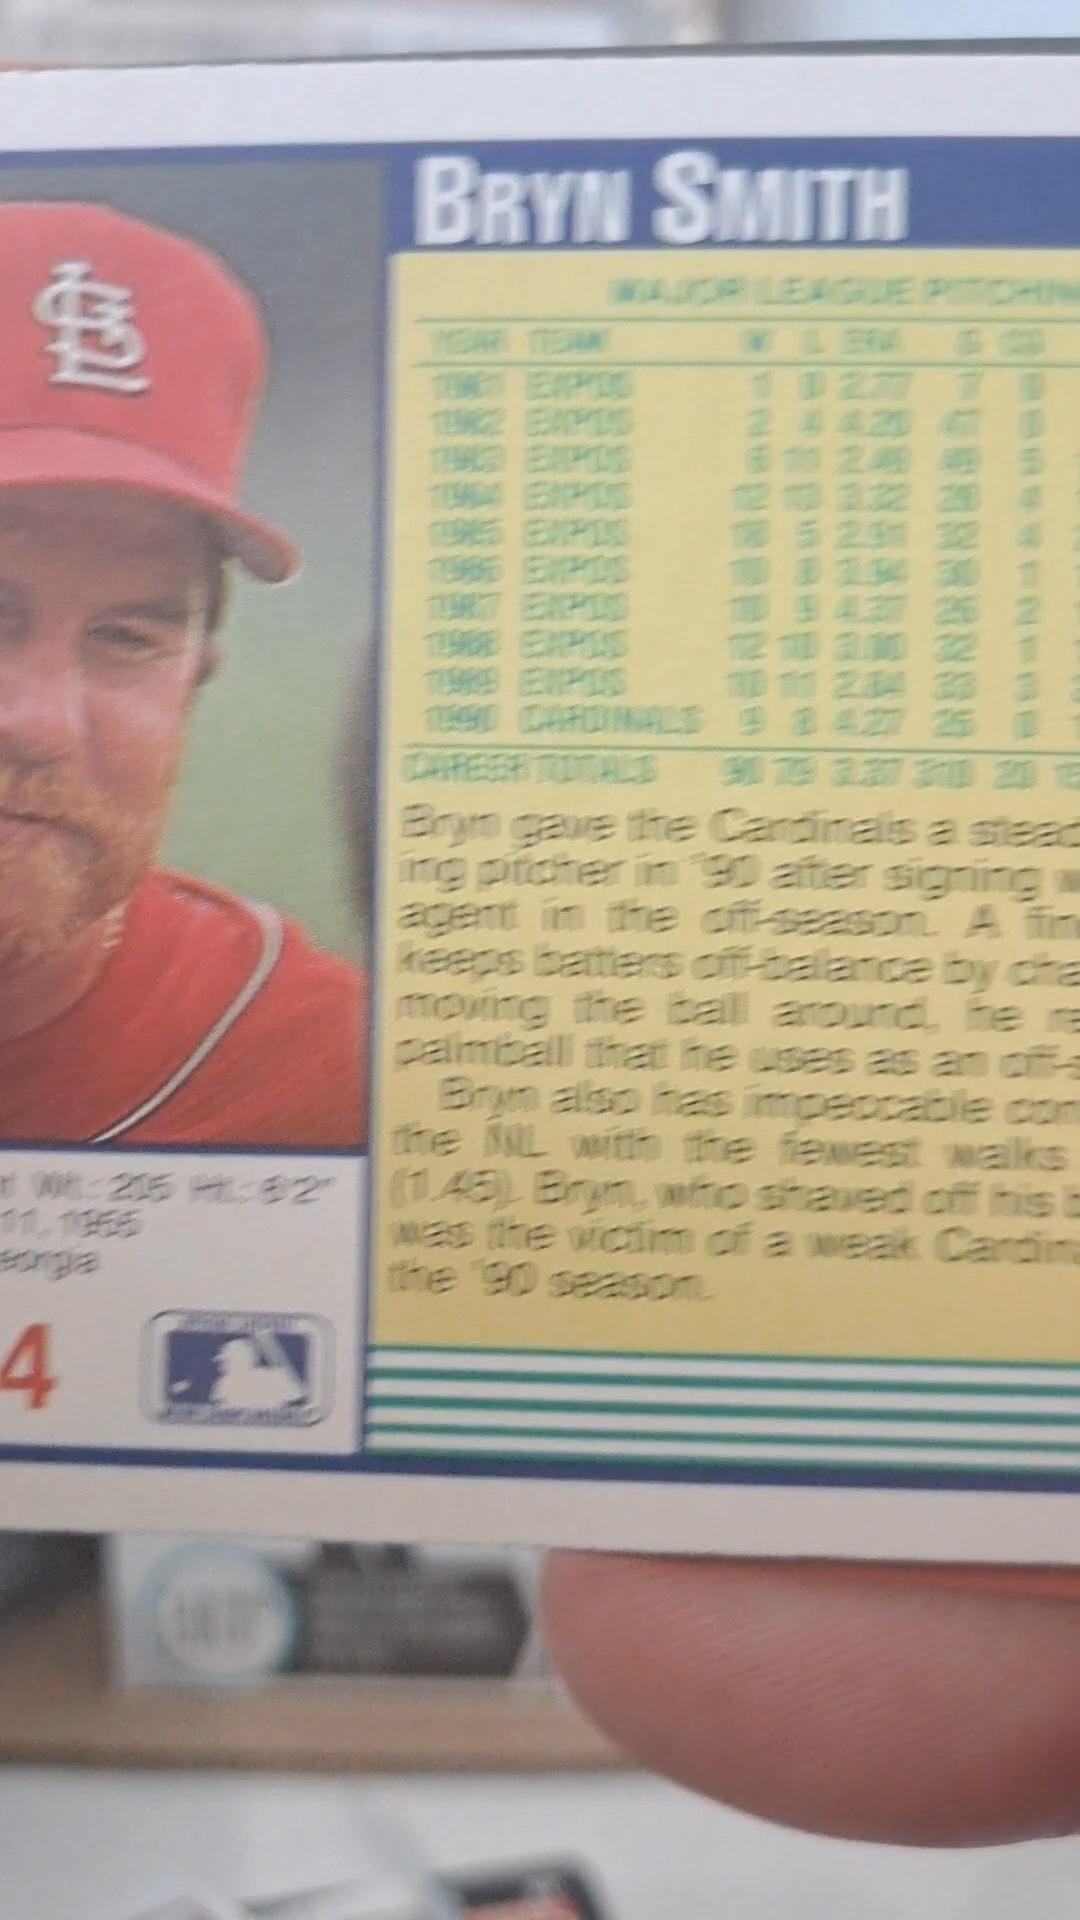 BRYN SMITH
MAJOR LEAGUE PITCHIN
YEAR TEAM W L ERA G CG
1981 EXPOS 1 0 2.77 7 0
1982 EXPOS 2 4 4.20 47 0
1983 EXPOS 6 11 2.49 49 5
1984 EXPOS 12 13 3.32 28 4
1985 EXPOS 18 5 2.91 32 4
1986 EXPOS 10 8 3.94 30 1
1987 EXPOS 10 9 4.37 26 2
1988 EXPOS 12 10 3.00 32 1
1989 EXPOS 10 11 2.84 33 3
1990 CARDINALS 9 8 4.27 26 0
CAREER TOTALS 90 79 3.37 310 20
Bryn gave the Cardinals a stead
ing pitcher in '90 after signing w
agent in the off-season. A fin
keeps batters off-balance by cha
moving the ball around, he re
palmball that he uses as an off-s
Bryn also has impeccable con
the NL with the fewest walks
(1.45). Bryn, who shaved off his b
was the victim of a weak Cardina
the '90 season.
t Wt.: 205 Ht.: 6'2"
11, 1955
eorgia
4